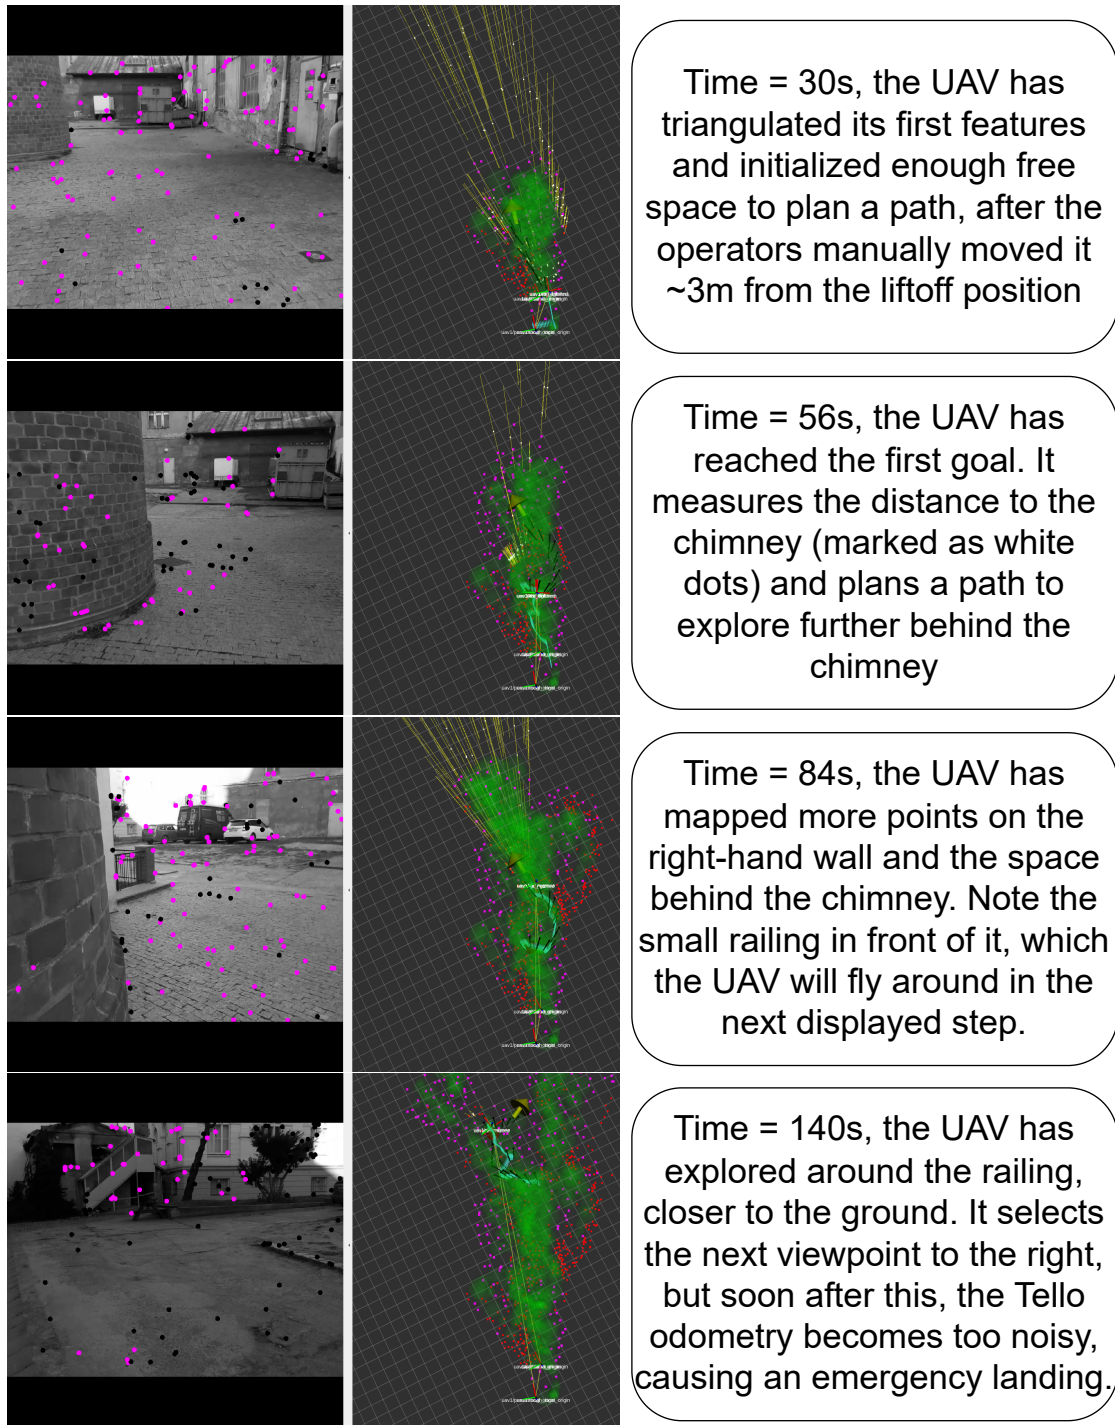 Time = 30s, the UAV has
triangulated its first features
and initialized enough free
space to plan a path, after the
operators manually moved it
~3m from the liftoff position
Time = 56s, the UAV has
reached the first goal. It
measures the distance to the
chimney (marked as white
dots) and plans a path to
explore further behind the
chimney
Time = 84s, the UAV has
mapped more points on the
right-hand wall and the space
behind the chimney. Note the
small railing in front of it, which
the UAV will fly around in the
next displayed step.
Time = 140s, the UAV has
explored around the railing,
closer to the ground. It selects
the next viewpoint to the right,
but soon after this, the Tello
odometry becomes too noisy,
causing an emergency landing.